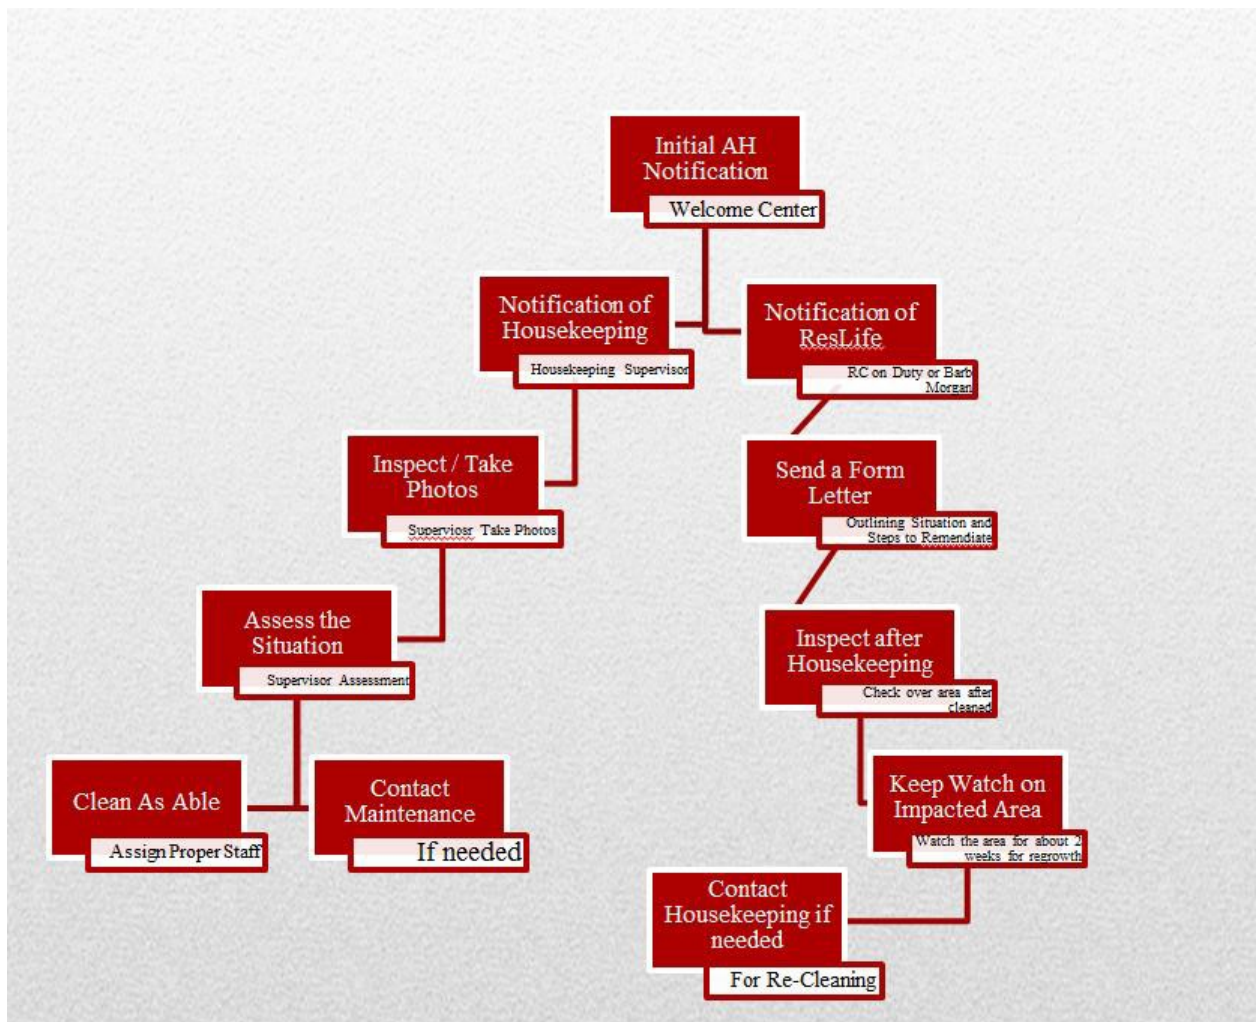 Initial AH
Notification
Welcome Center
Notification of
Housekeeping
Housekeeping Supervisor
Notification of
ResLife
RC on Duty or Barb
Morgan
Inspect / Take
Photos
Superviosr Take Photos
Send a Form
Letter
Outlining Situation and
Steps to Remendiate
Assess the
Situation
Supervisor Assessment
Inspect after
Housekeeping
Check over area after
cleaned
Clean As Able
Assign Proper Staff
Contact
Maintenance
If needed
Keep Watch on
Impacted Area
Watch the area for about 2
weeks for regrowth
Contact
Housekeeping if
needed
For Re-Cleaning